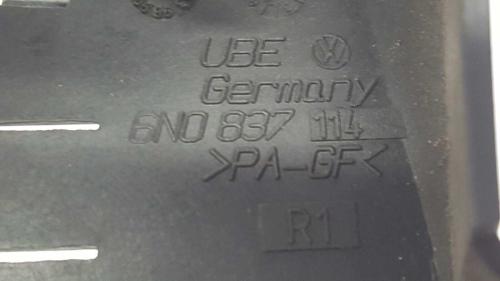 UBE
Germany
6N0 837 114
>PA-GF<
R1